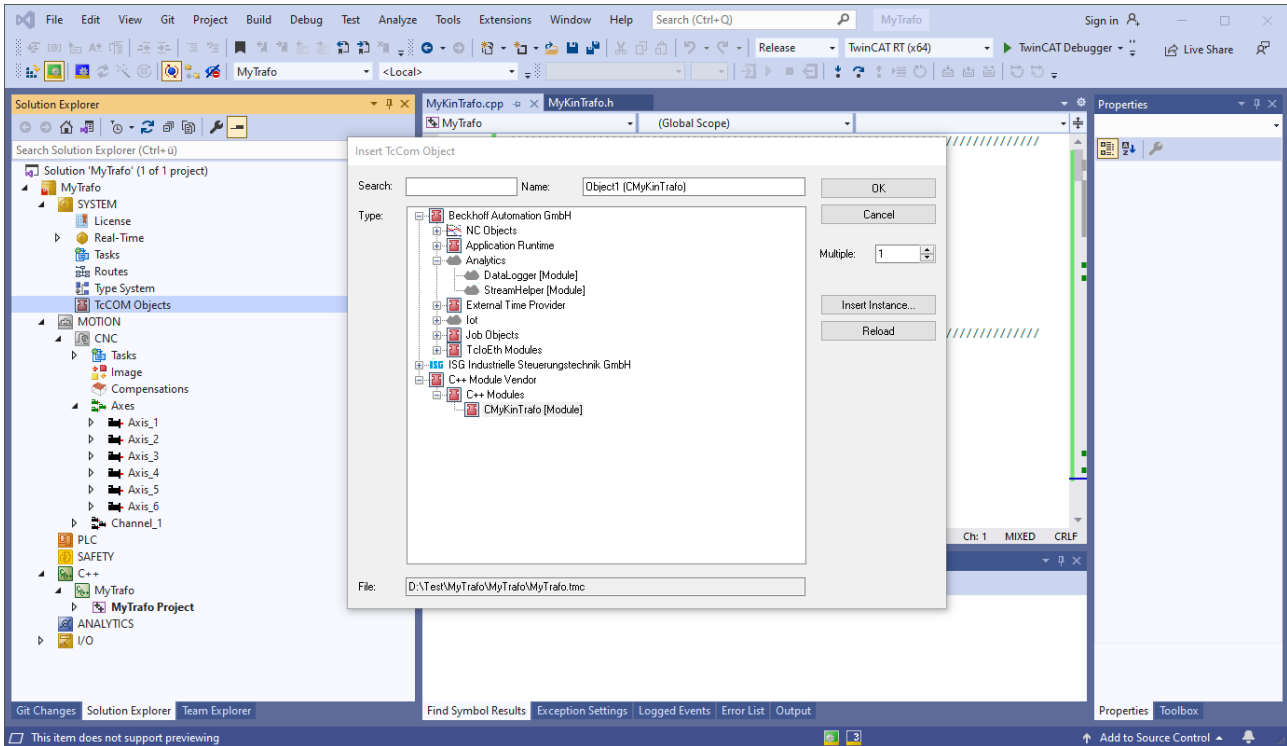 File Edit View Git Project Build Debug Test Analyze Tools Extensions Window Help Search (Ctrl+Q) MyTrafo Sign in
Release TwinCAT RT (x64) TwinCAT Debugger Live Share
MyTrafo <Local>
Solution Explorer
Search Solution Explorer (Ctrl+ü)
Solution 'MyTrafo' (1 of 1 project)
MyTrafo
SYSTEM
License
Real-Time
Tasks
Routes
Type System
TcCOM Objects
MOTION
CNC
Tasks
Image
Compensations
Axes
Axis_1
Axis_2
Axis_3
Axis_4
Axis_5
Axis_6
Channel_1
PLC
SAFETY
C++
MyTrafo
MyTrafo Project
ANALYTICS
I/O
Git Changes Solution Explorer Team Explorer
MyKinTrafo.cpp MyKinTrafo.h
MyTrafo (Global Scope)
//////////////
Insert TcCom Object
Search: Name: Object1 (CMyKinTrafo) OK
Type: Cancel
Beckhoff Automation GmbH
NC Objects
Application Runtime
Analytics
DataLogger [Module]
StreamHelper [Module]
External Time Provider
Iot
Job Objects
TcIoEth Modules
ISG Industrielle Steuerungstechnik GmbH
C++ Module Vendor
C++ Modules
CMyKinTrafo [Module]
Multiple: 1
Insert Instance...
Reload
//////////////
File: D:\Test\MyTrafo\MyTrafo\MyTrafo.tmc
Ch: 1 MIXED CRLF
Find Symbol Results Exception Settings Logged Events Error List Output
Properties
Properties Toolbox
This item does not support previewing 3 Add to Source Control